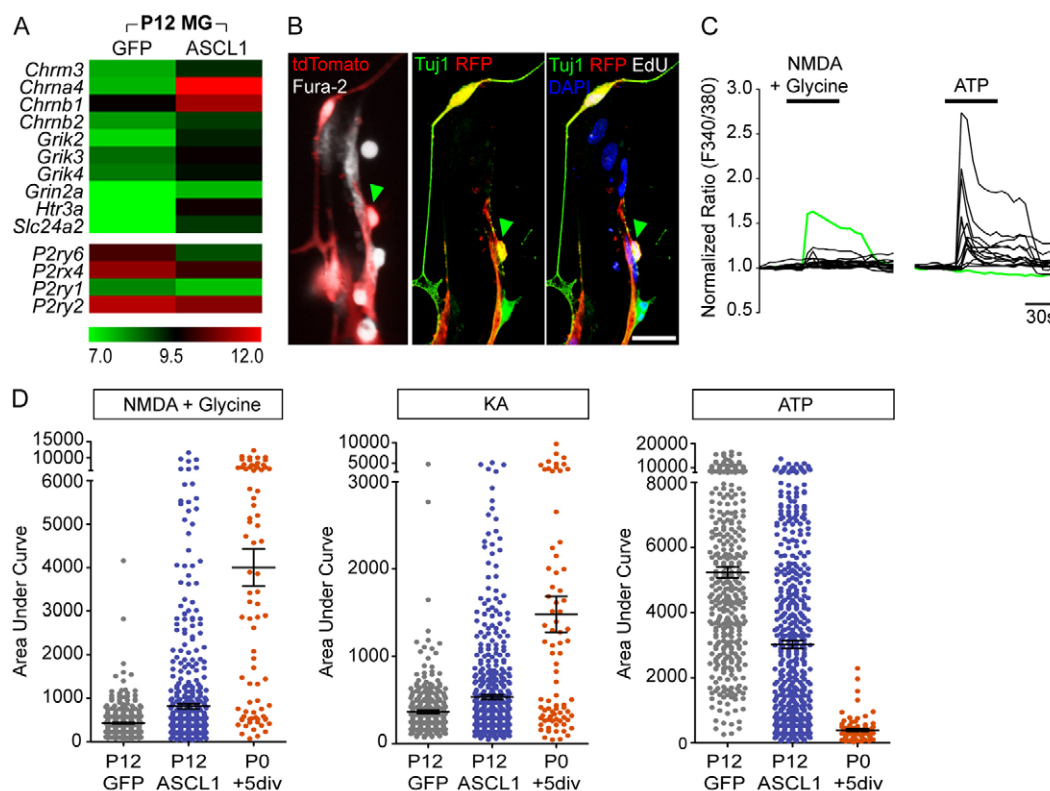 A
P12 MG
GFP ASCL1
Chrm3
Chrna4
Chrnb1
Chrnb2
Grik2
Grik3
Grik4
Grin2a
Htr3a
Slc24a2
P2ry6
P2rx4
P2ry1
P2ry2
7.0 9.5 12.0
B
tdTomato
Fura-2
Tuj1 RFP
Tuj1 RFP EdU
DAPI
C
NMDA
+ Glycine
ATP
Normalized Ratio (F340/380)
3.0
2.5
2.0
1.5
1.0
0.5
30s
D
NMDA + Glycine
Area Under Curve
15000
10000
6000
5000
4000
3000
2000
1000
0
P12
GFP
P12
ASCL1
P0
+5div
KA
Area Under Curve
10000
5000
3000
2000
1000
0
P12
GFP
P12
ASCL1
P0
+5div
ATP
Area Under Curve
20000
10000
8000
6000
4000
2000
0
P12
GFP
P12
ASCL1
P0
+5div